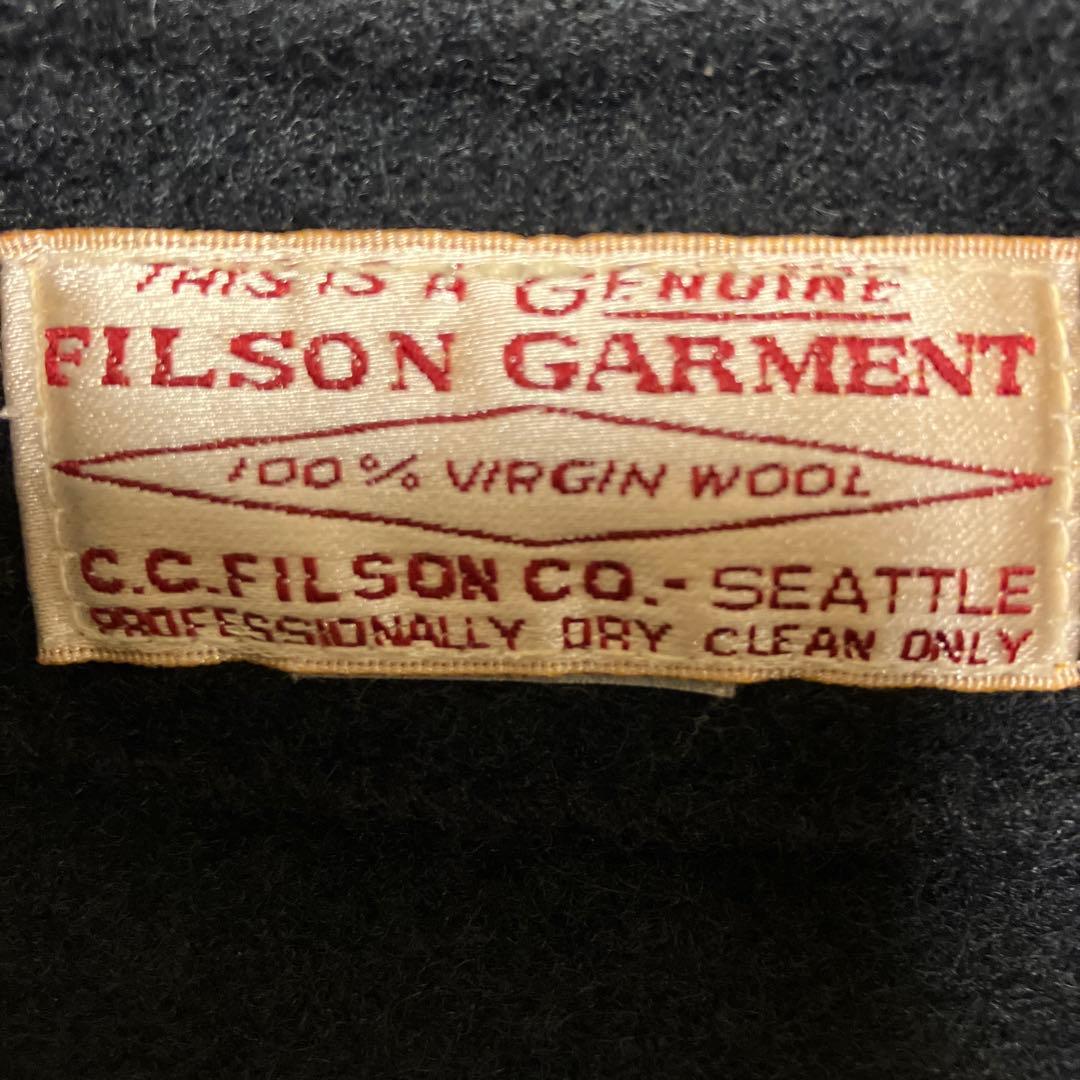 THIS IS A GENUINE
FILSON GARMENT
100% VIRGIN WOOL
C.C.FILSON CO.- SEATTLE
PROFESSIONALLY DRY CLEAN ONLY